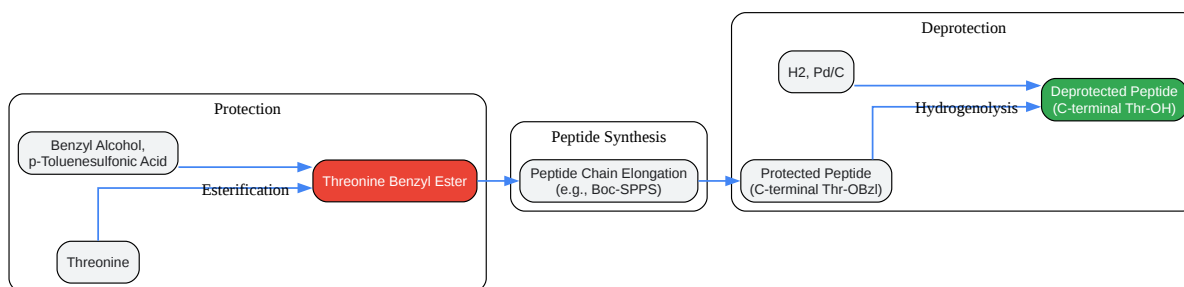 Protection
Benzyl Alcohol,
p-Toluenesulfonic Acid
Esterification
Threonine
Threonine Benzyl Ester
Peptide Synthesis
Peptide Chain Elongation
(e.g., Boc-SPPS)
Deprotection
H2, Pd/C
Hydrogenolysis
Protected Peptide
(C-terminal Thr-OBzl)
Deprotected Peptide
(C-terminal Thr-OH)